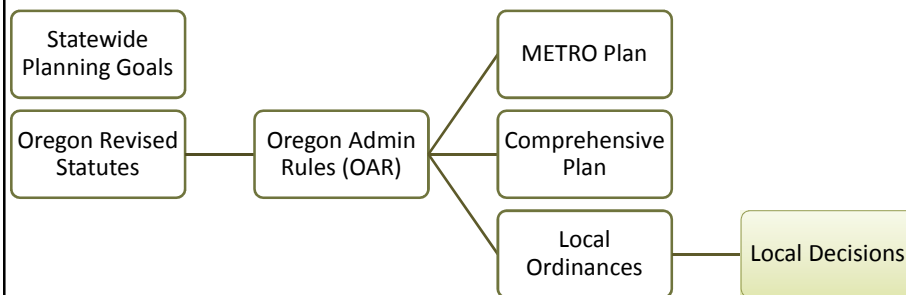 Statewide
Planning Goals
Oregon Revised
Statutes
Oregon Admin
Rules (OAR)
METRO Plan
Comprehensive
Plan
Local
Ordinances
Local Decisions